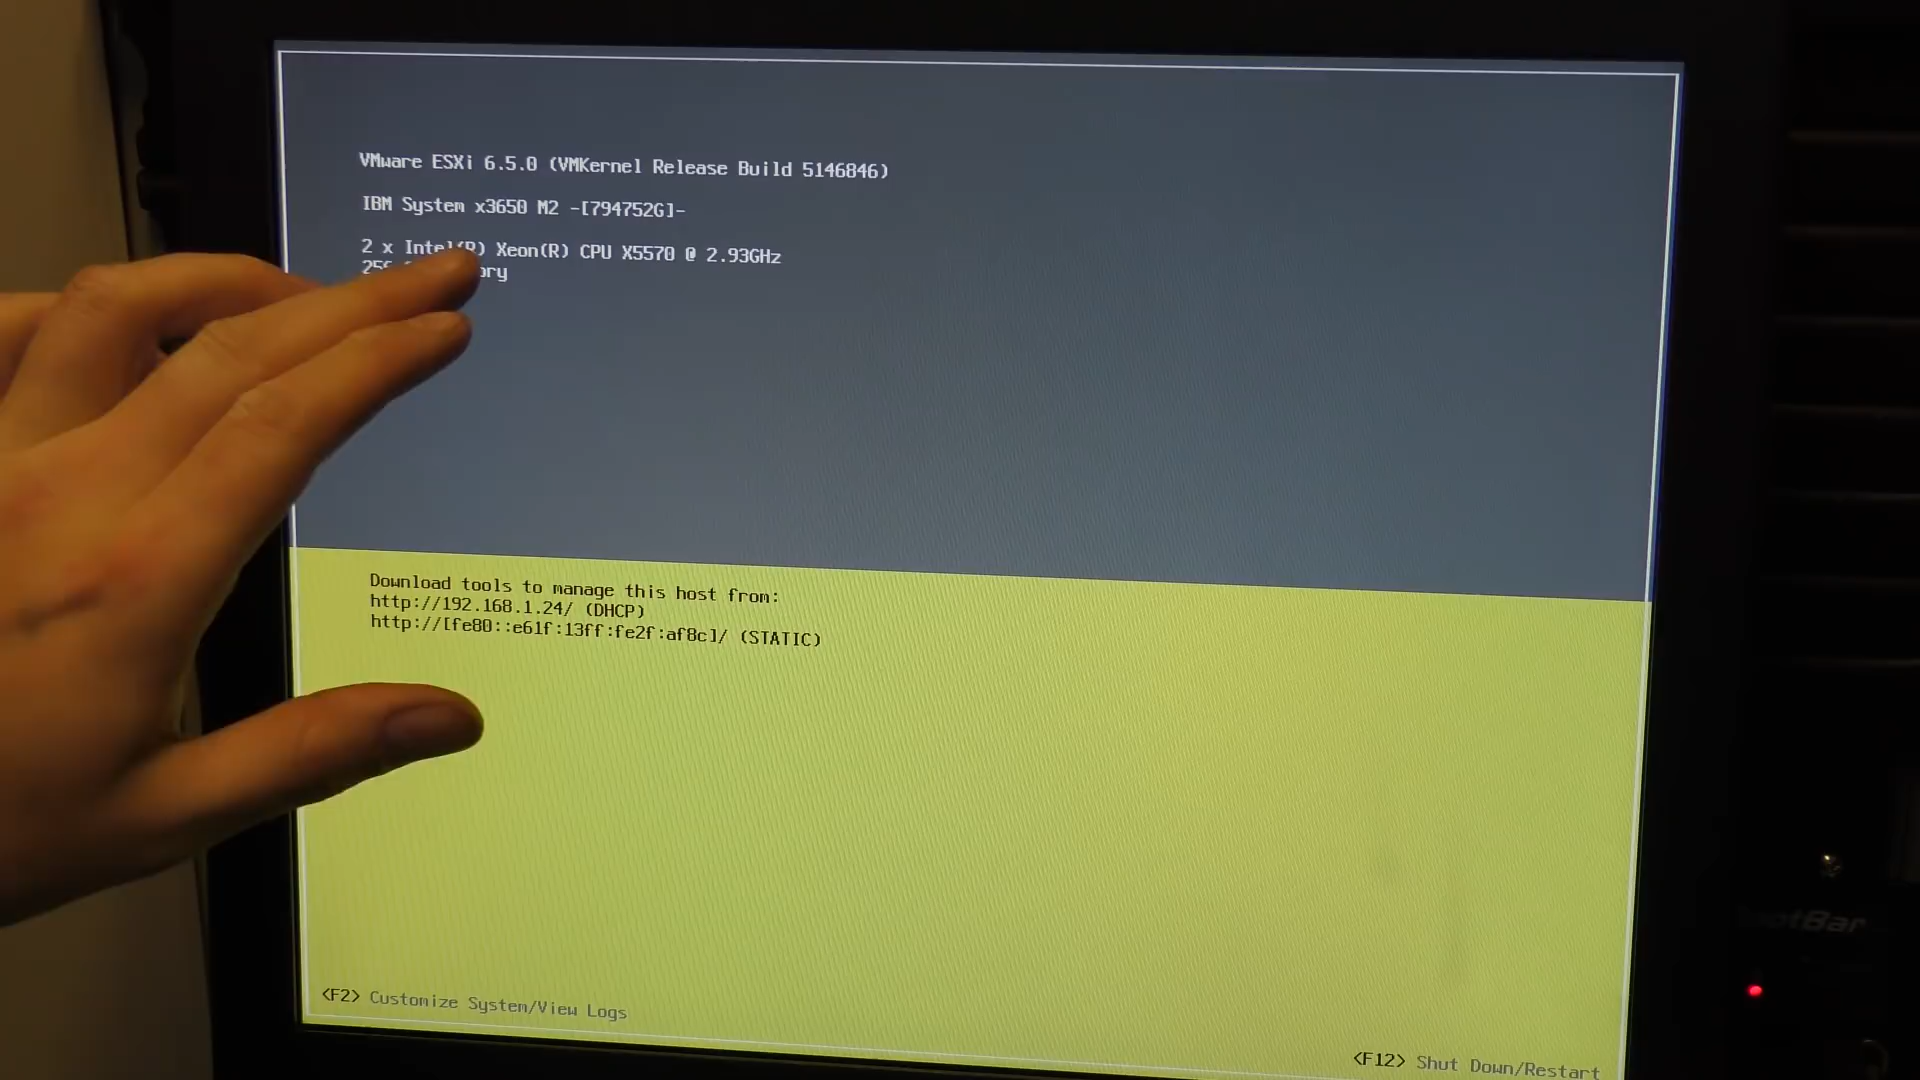 VMware ESXi 6.5.0 (VMKernel Release Build 5146846)
IBM System x3650 M2 -[794752G]-
2 x Intel(R) Xeon(R) CPU X5570 @ 2.93GHz
Download tools to manage this host from:
http://192.168.1.24/ (DHCP)
http://[fe80::e61f:13ff:fe2f:af8c]/ (STATIC)
<F2> Customize System/View Logs
<F12> Shut Down/Restart